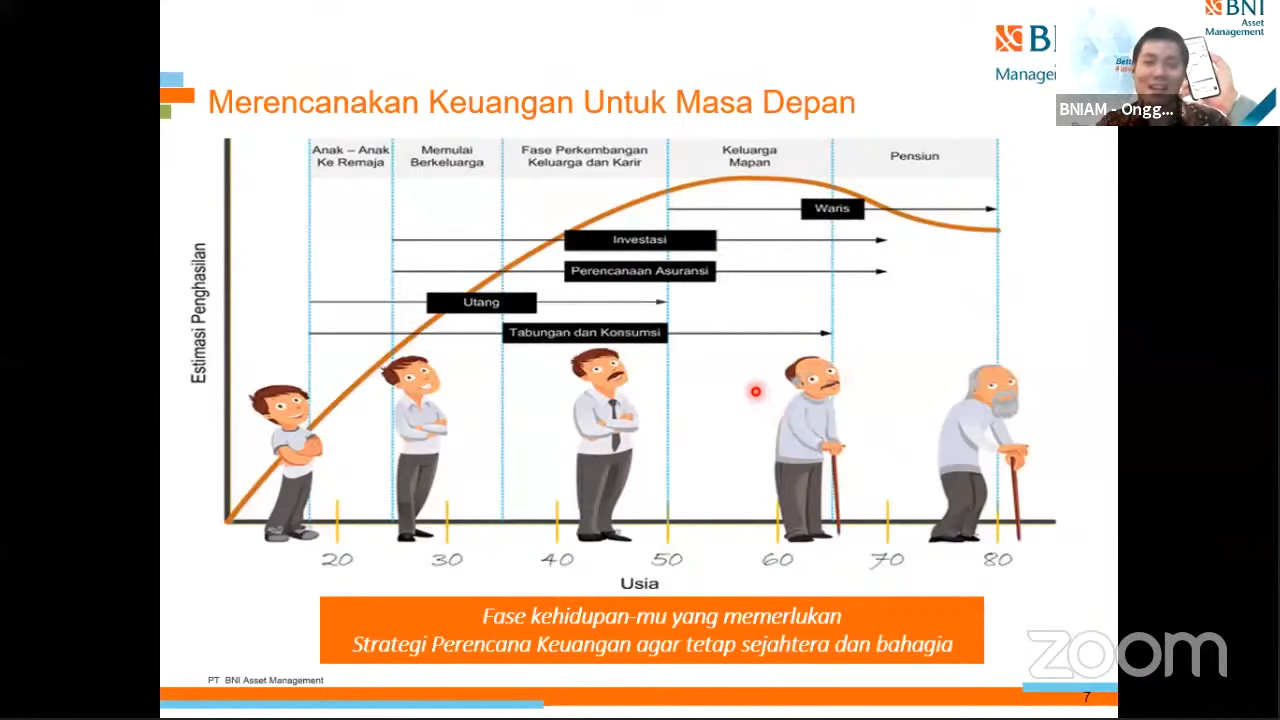 BNI
Asset
Management
BNI
Manage
Bette
BNIAM - Ongg...
Merencanakan Keuangan Untuk Masa Depan
Anak – Anak
Ke Remaja
Memulai
Berkeluarga
Fase Perkembangan
Keluarga dan Karir
Keluarga
Mapan
Pensiun
Waris
Investasi
Perencanaan Asuransi
Utang
Tabungan dan Konsumsi
Estimasi Penghasilan
20 30 40 50 60 70 80
Usia
Fase kehidupan-mu yang memerlukan
Strategi Perencana Keuangan agar tetap sejahtera dan bahagia
PT BNI Asset Management
7
zoom